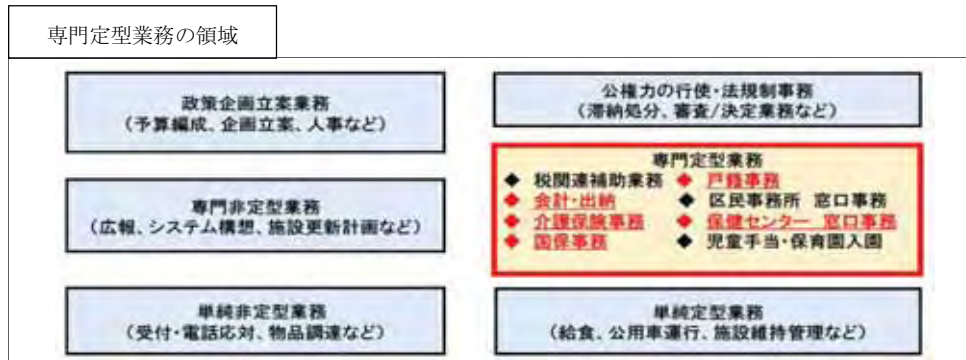 専門定型業務の領域
政策企画立案業務
(予算編成、企画立案、人事など)
公権力の行使・法規制事務
(滞納処分、審査/決定業務など)
専門非定型業務
(広報、システム構想、施設更新計画など)
専門定型業務
◆ 税関連補助業務 ◆ 戸籍事務
◆ 会計・出納 ◆ 区民事務所 窓口事務
◆ 介護保険事務 ◆ 保健センター 窓口事務
◆ 国保事務 ◆ 児童手当・保育園入園
単純非定型業務
(受付・電話応対、物品調達など)
単純定型業務
(給食、公用車運行、施設維持管理など)